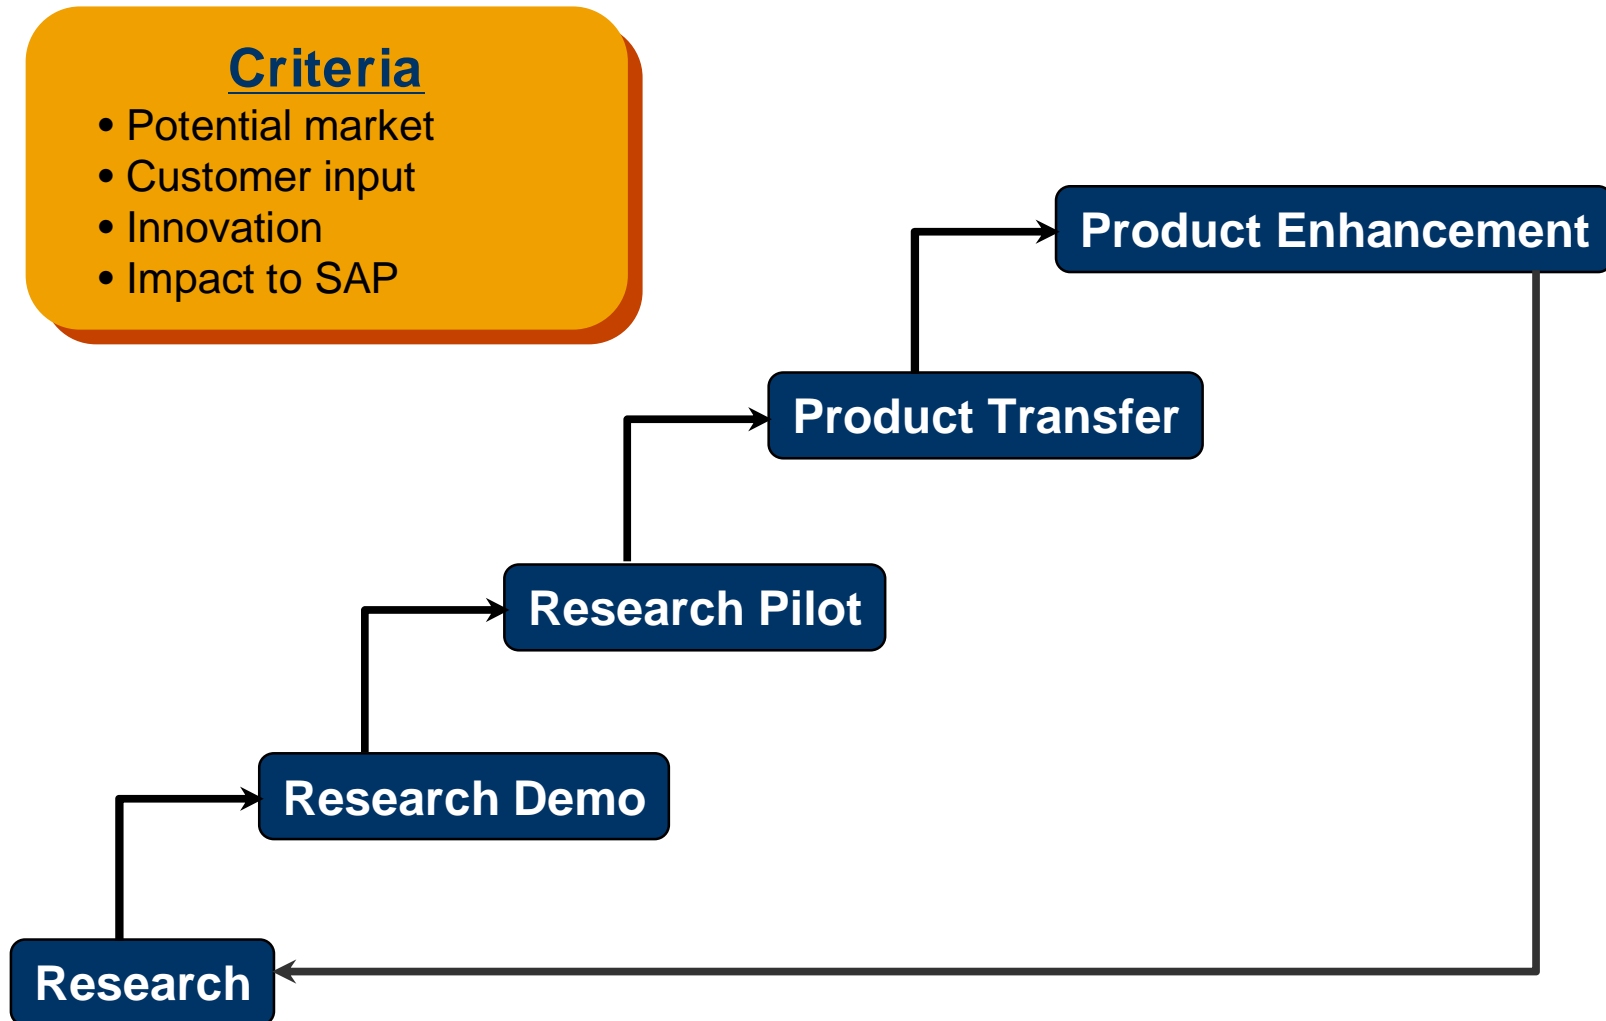 Criteria
• Potential market
• Customer input
• Innovation
• Impact to SAP
Product Enhancement
Product Transfer
Research Pilot
Research Demo
Research